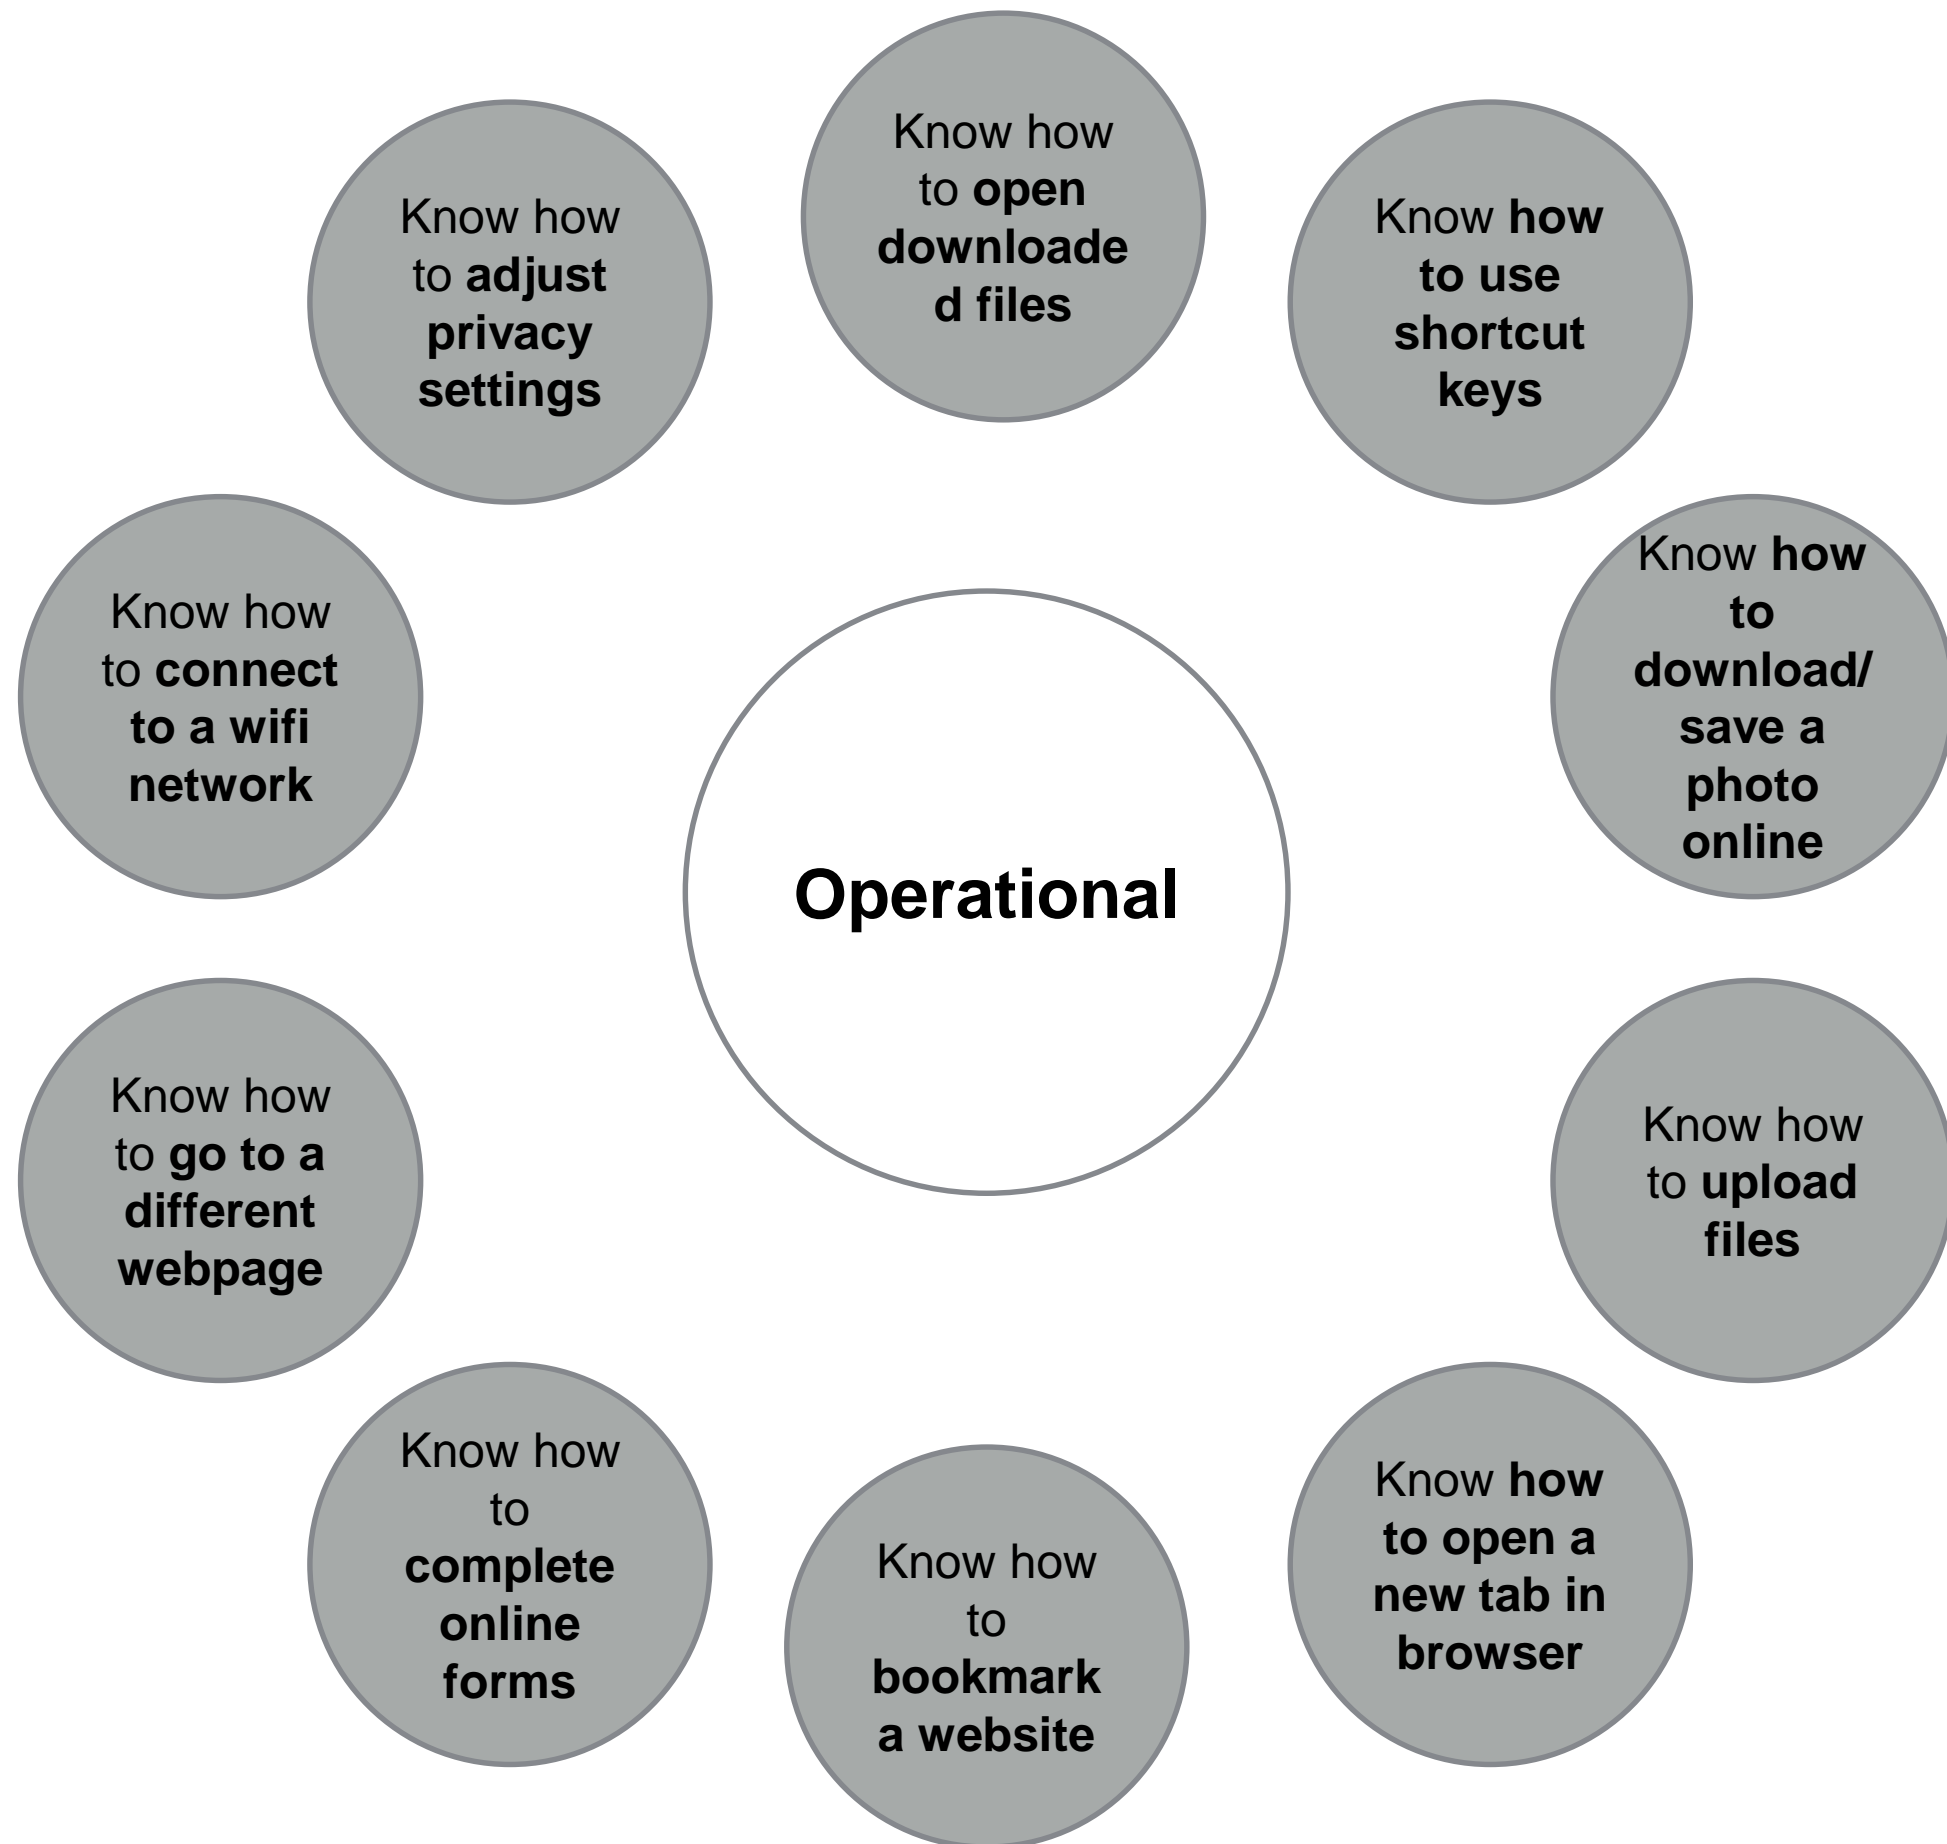 Know how
to open
downloade
d files
Know how
to use
shortcut
keys
Know how
to
download/
save a
photo
online
Know how
to upload
files
Know how
to open a
new tab in
browser
Know how
to
bookmark
a website
Know how
to
complete
online
forms
Know how
to go to a
different
webpage
Know how
to connect
to a wifi
network
Know how
to adjust
privacy
settings
Operational